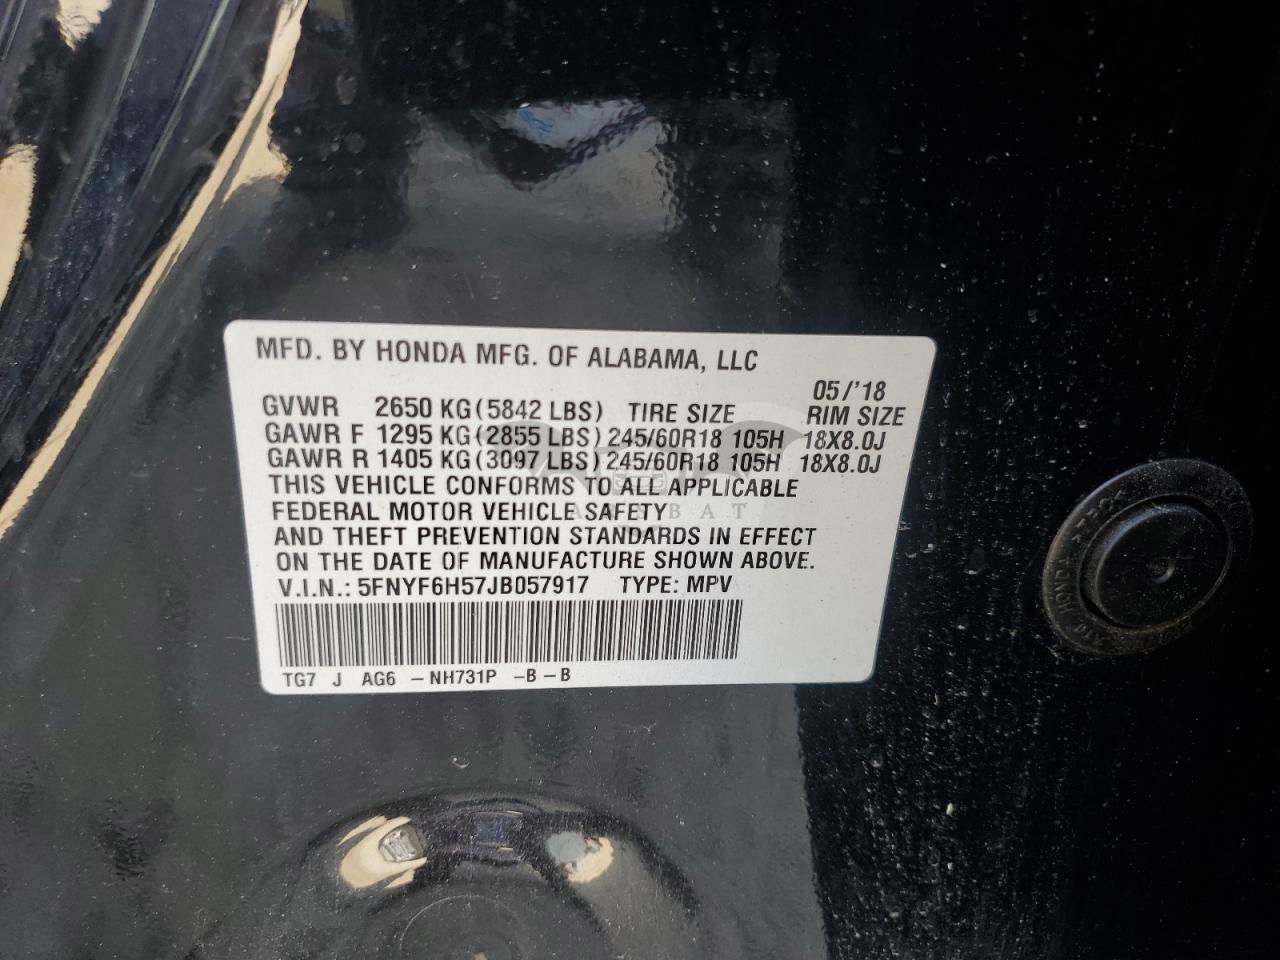 MFD. BY HONDA MFG. OF ALABAMA, LLC
05/'18
GVWR 2650 KG(5842 LBS) TIRE SIZE RIM SIZE
GAWR F 1295 KG(2855 LBS) 245/60R18 105H 18X8.0J
GAWR R 1405 KG(3097 LBS) 245/60R18 105H 18X8.0J
THIS VEHICLE CONFORMS TO ALL APPLICABLE
FEDERAL MOTOR VEHICLE SAFETY
AND THEFT PREVENTION STANDARDS IN EFFECT
ON THE DATE OF MANUFACTURE SHOWN ABOVE.
V.I.N.: 5FNYF6H57JB057917 TYPE: MPV
TG7 J AG6 -NH731P -B-B
HONDA